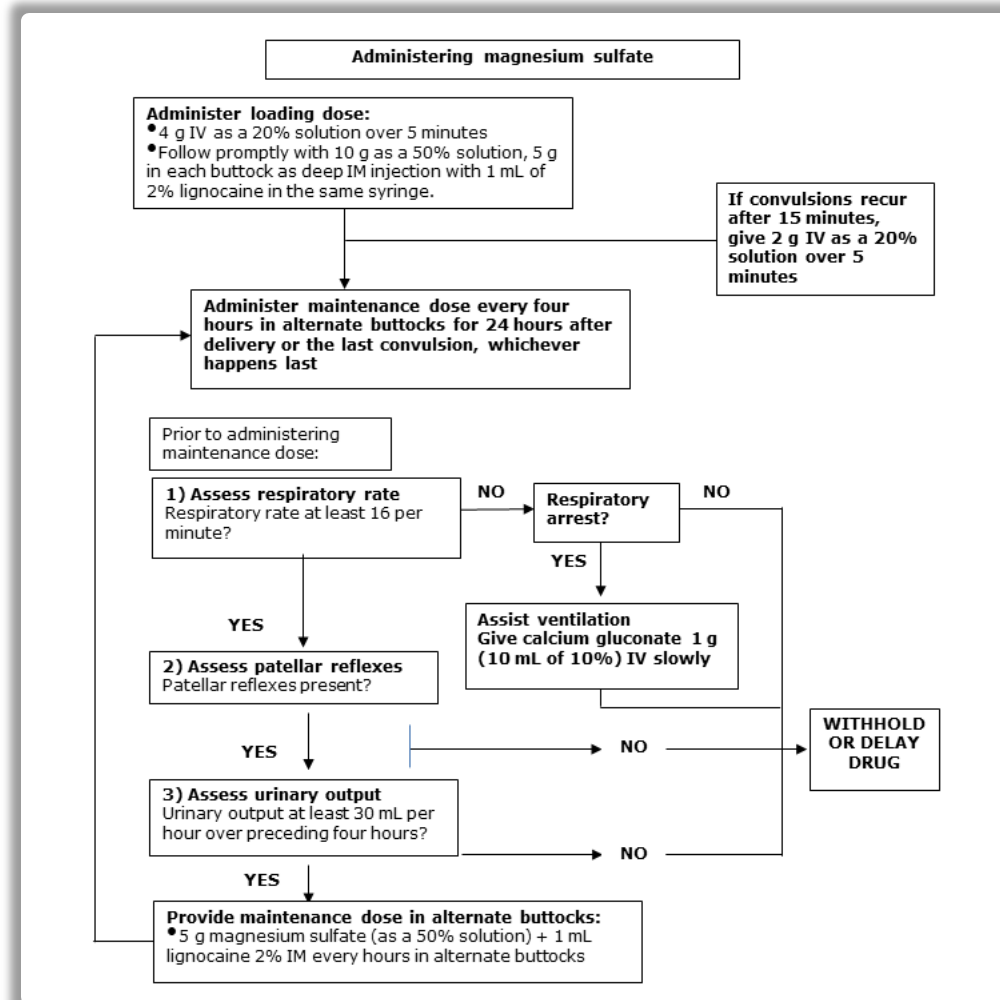 Administering magnesium sulfate
Administer loading dose:
•4 g IV as a 20% solution over 5 minutes
•Follow promptly with 10 g as a 50% solution, 5 g
in each buttock as deep IM injection with 1 mL of
2% lignocaine in the same syringe.
If convulsions recur
after 15 minutes,
give 2 g IV as a 20%
solution over 5
minutes
Administer maintenance dose every four
hours in alternate buttocks for 24 hours after
delivery or the last convulsion, whichever
happens last
Prior to administering
maintenance dose:
1) Assess respiratory rate
Respiratory rate at least 16 per
minute?
NO
Respiratory
arrest?
NO
YES
YES
Assist ventilation
Give calcium gluconate 1 g
(10 mL of 10%) IV slowly
2) Assess patellar reflexes
Patellar reflexes present?
YES
NO
WITHHOLD
OR DELAY
DRUG
3) Assess urinary output
Urinary output at least 30 mL per
hour over preceding four hours?
NO
YES
Provide maintenance dose in alternate buttocks:
•5 g magnesium sulfate (as a 50% solution) + 1 mL
lignocaine 2% IM every hours in alternate buttocks